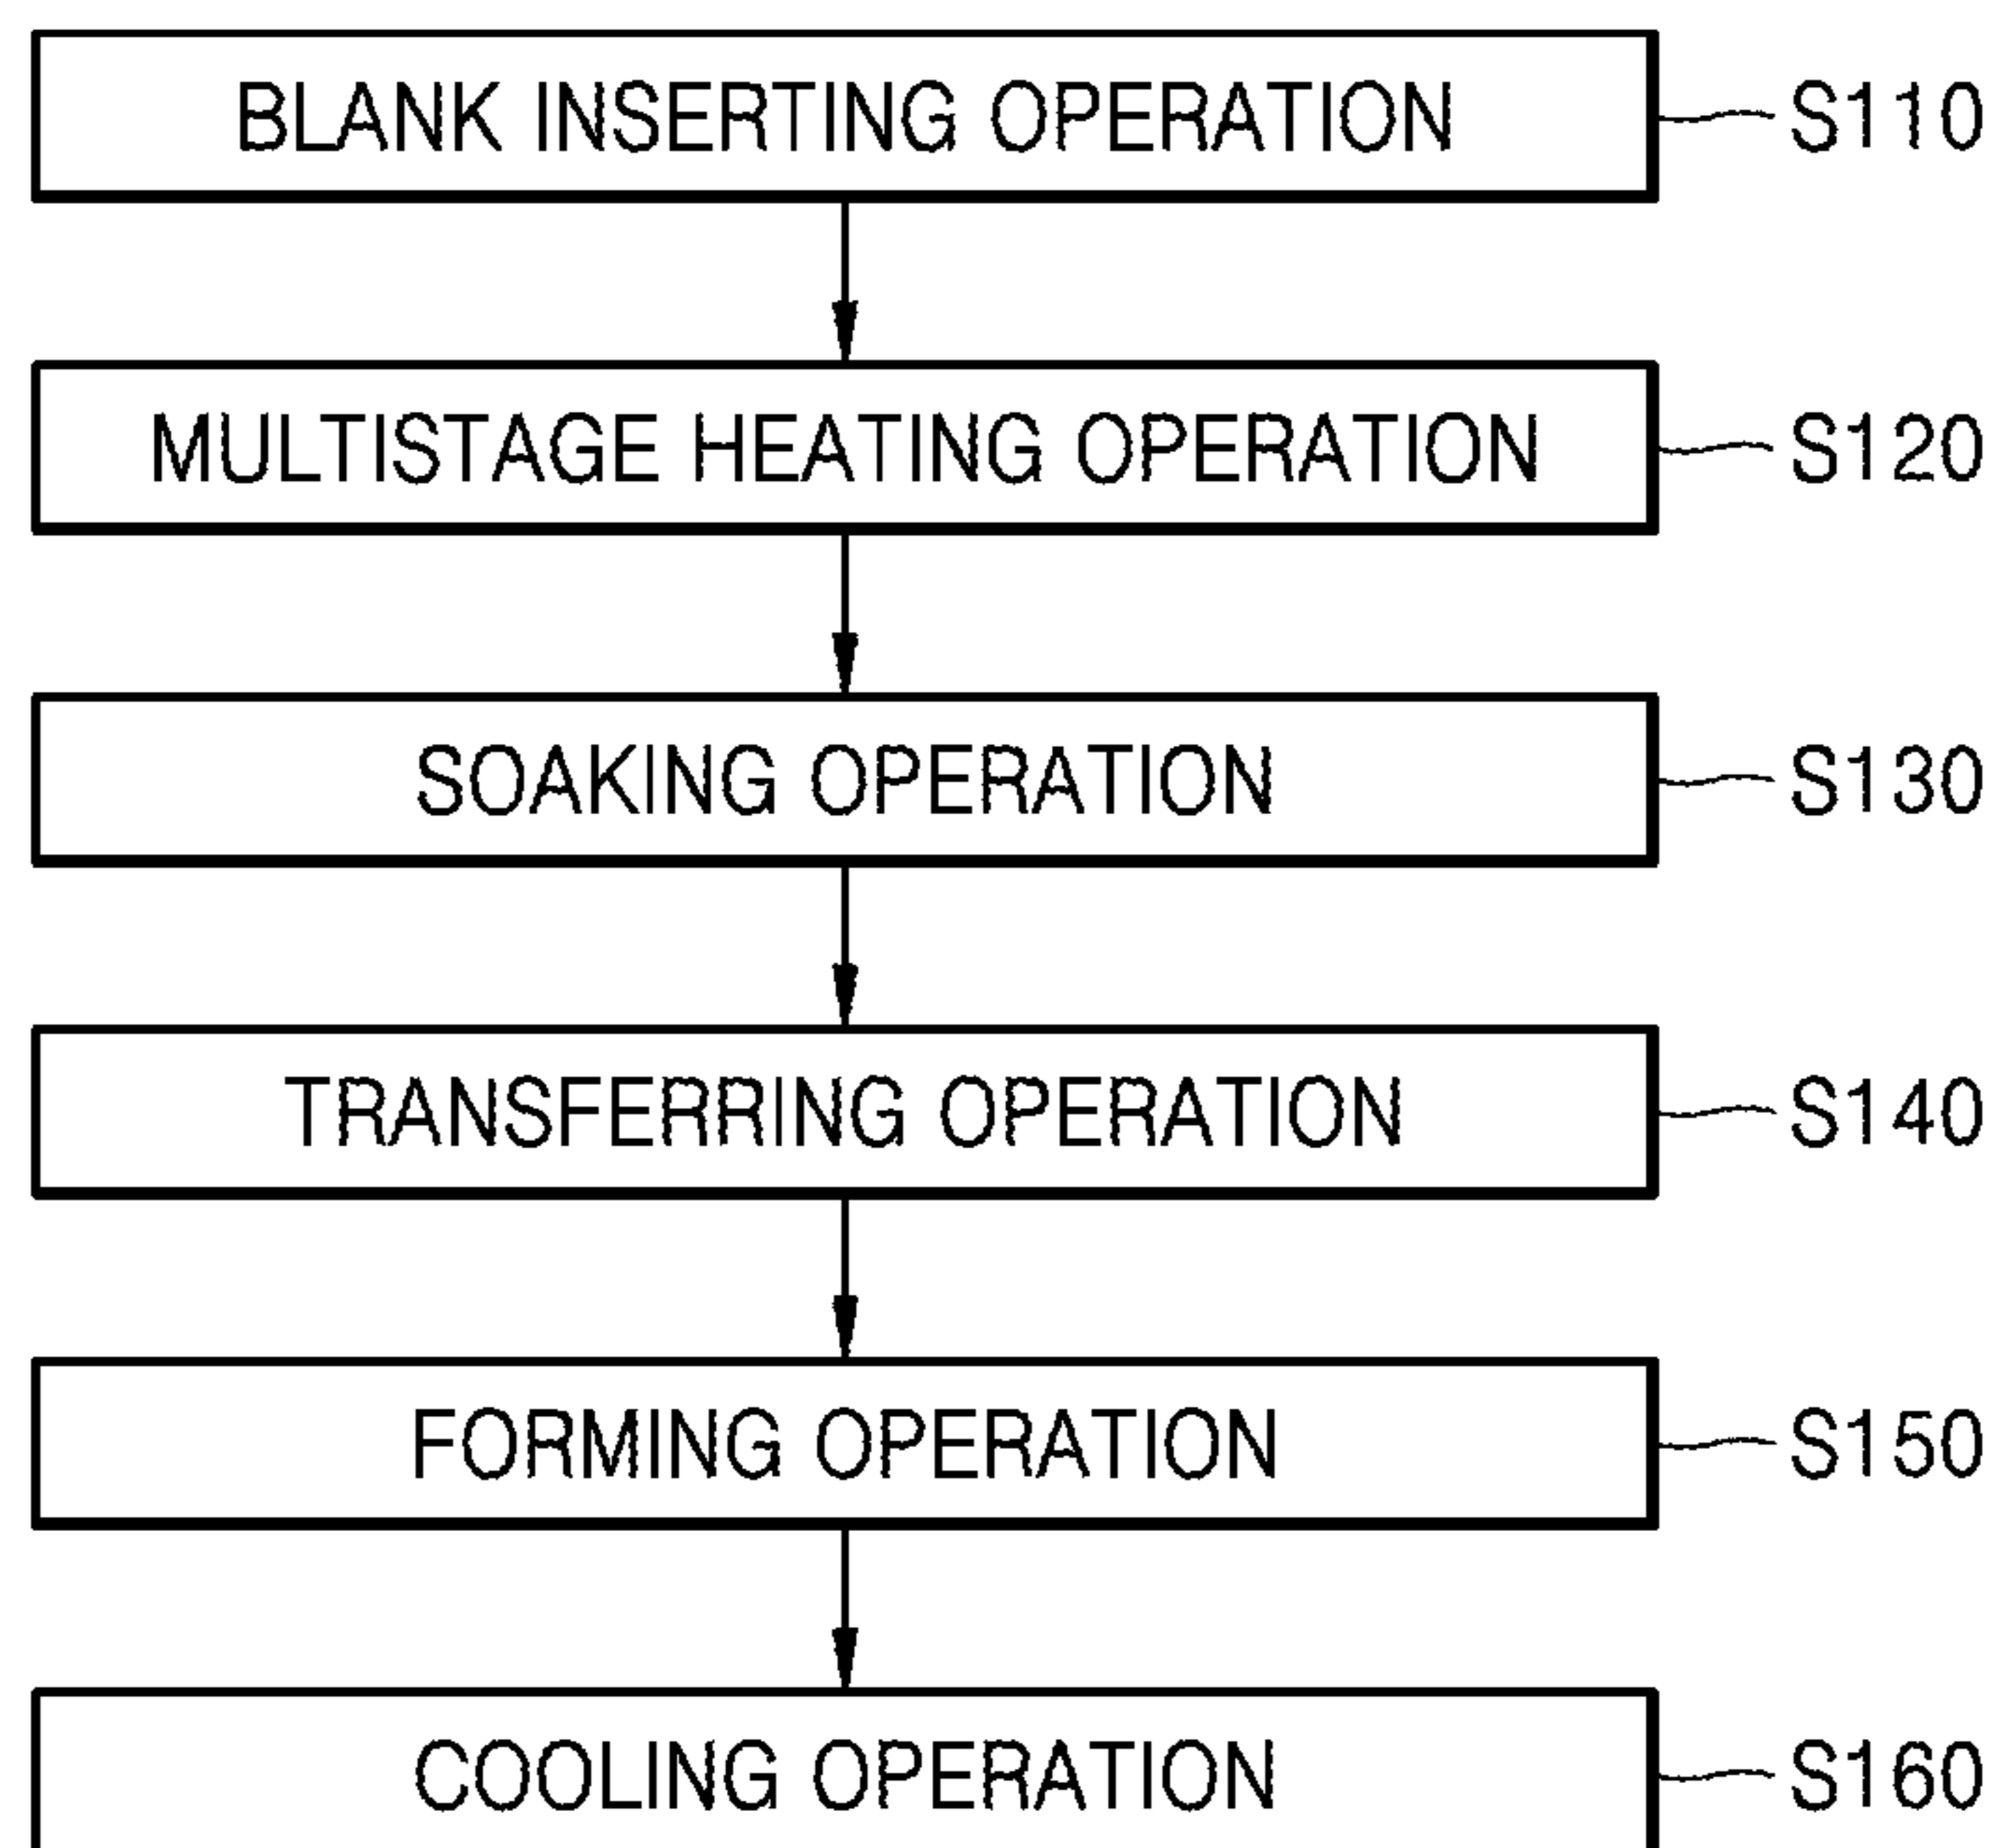 BLANK INSERTING OPERATION S110
MULTISTAGE HEATING OPERATION S120
SOAKING OPERATION S130
TRANSFERRING OPERATION S140
FORMING OPERATION S150
COOLING OPERATION S160